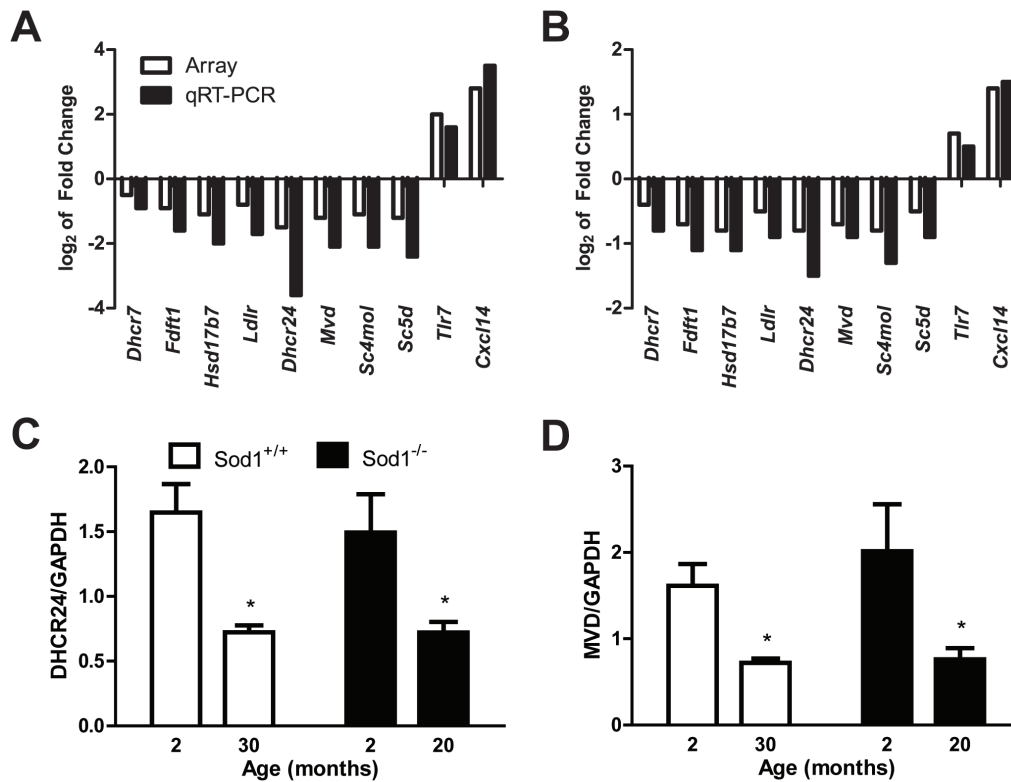 A
4
2
0
-2
-4
log2 of Fold Change
Array
qRT-PCR
Dhcr7
Fdft1
Hsd17b7
Ldlr
Dhcr24
Mvd
Sc4mol
Sc5d
Tlr7
Cxcl14
B
2
1
0
-1
-2
log2 of Fold Change
Dhcr7
Fdft1
Hsd17b7
Ldlr
Dhcr24
Mvd
Sc4mol
Sc5d
Tlr7
Cxcl14
C
Sod1+/+
Sod1-/-
2.0
1.5
1.0
0.5
0.0
DHCR24/GAPDH
*
*
2 30 2 20
Age (months)
D
3
2
1
0
MVD/GAPDH
*
*
2 30 2 20
Age (months)